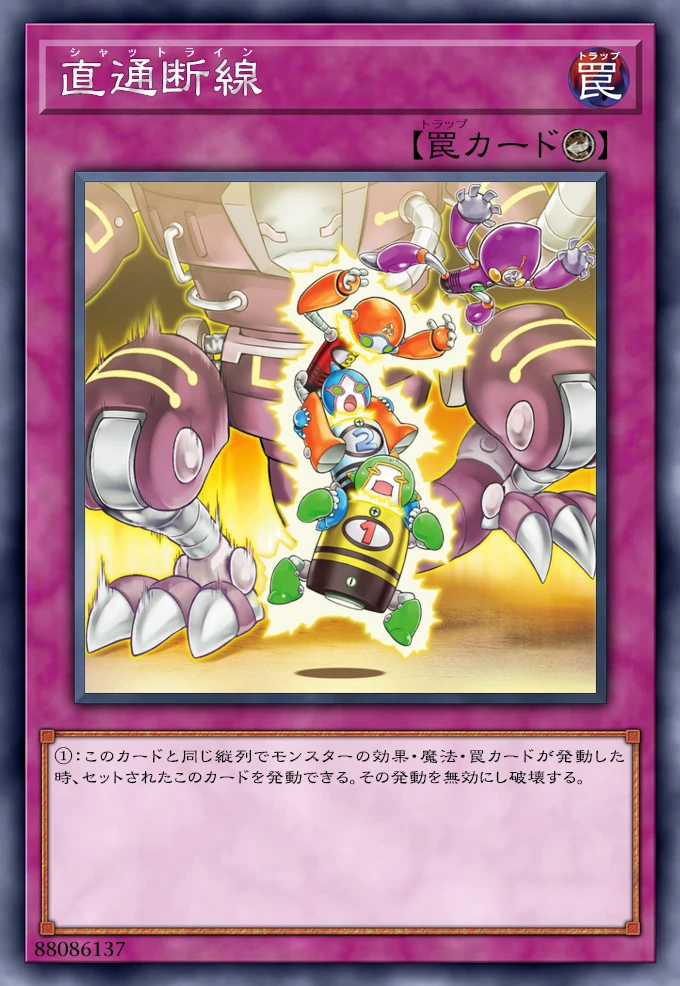 シャットライン
直通断線
トラップ
罠
トラップ
【罠カード】
2
1
①:このカードと同じ縦列でモンスターの効果・魔法・罠カードが発動した
時、セットされたこのカードを発動できる。その発動を無効にし破壊する。
88086137